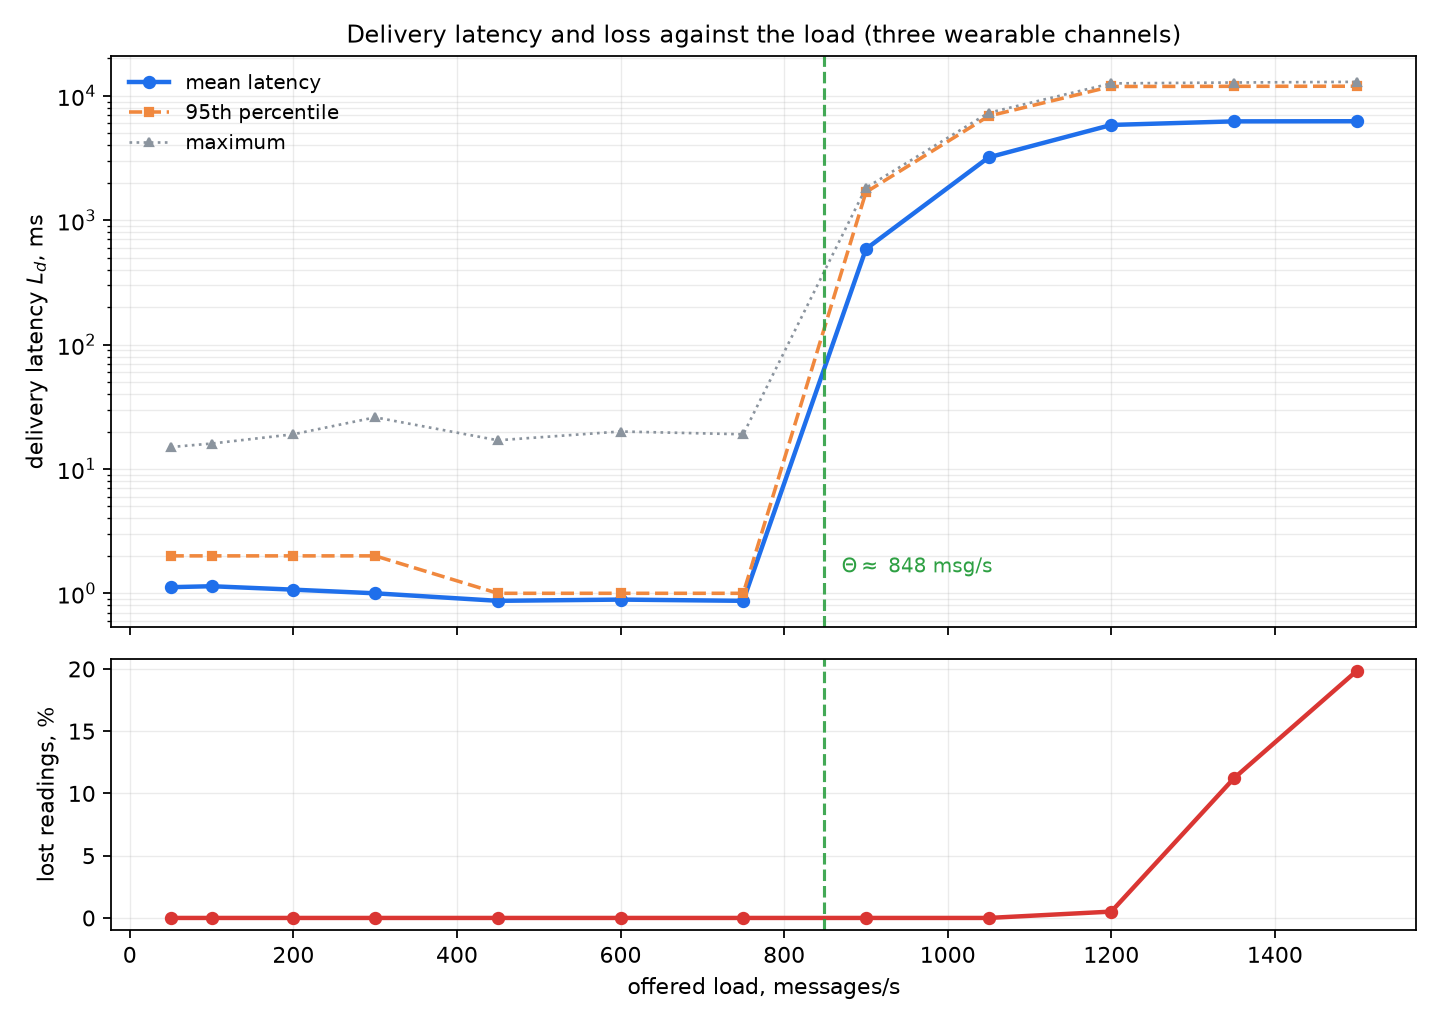 Delivery latency and loss against the load (three wearable channels)
mean latency
95th percentile
maximum
delivery latency L_d, ms
10^4
10^3
10^2
10^1
10^0
Θ ≈ 848 msg/s
lost readings, %
20
15
10
5
0
0 200 400 600 800 1000 1200 1400
offered load, messages/s